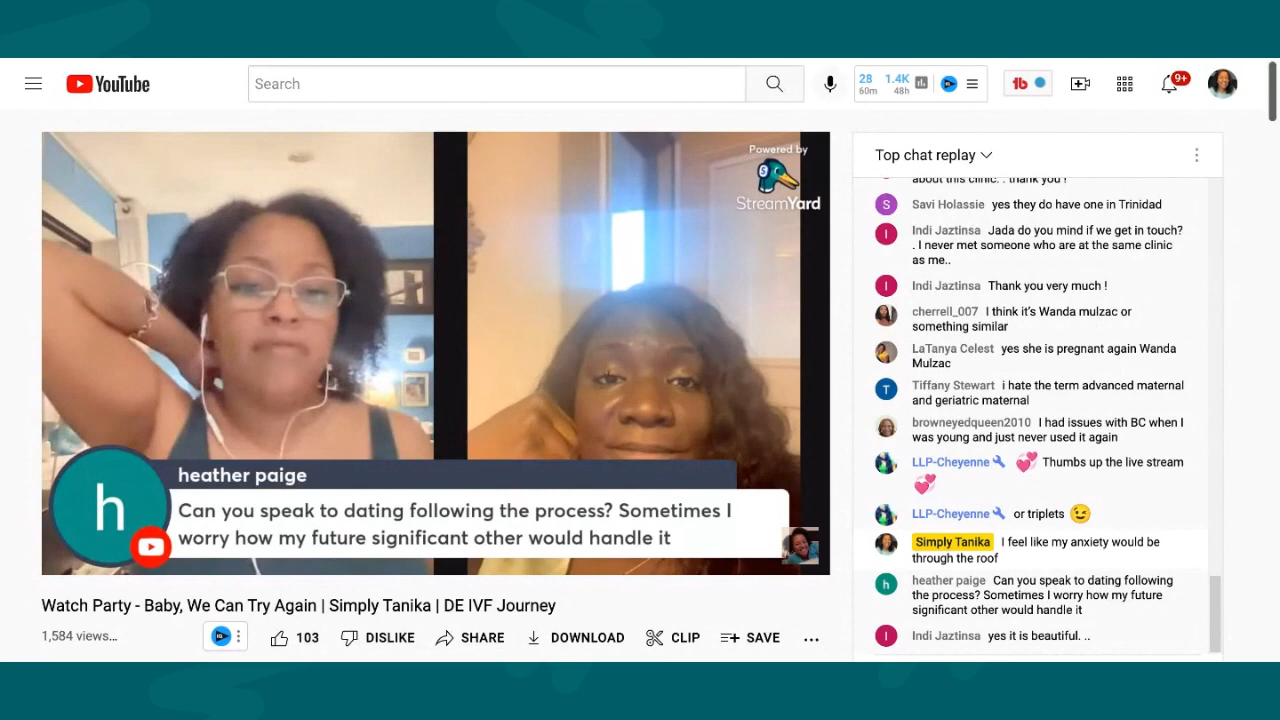 YouTube
Search
28
60m
1.4K
48h
9+
Powered by
StreamYard
h
heather paige
Can you speak to dating following the process? Sometimes I
worry how my future significant other would handle it
Watch Party - Baby, We Can Try Again | Simply Tanika | DE IVF Journey
1,584 views...
103
DISLIKE
SHARE
DOWNLOAD
CLIP
SAVE
Top chat replay
about this clinic. . thank you !
S
Savi Holassie yes they do have one in Trinidad
I
Indi Jaztinsa Jada do you mind if we get in touch?
. I never met someone who are at the same clinic
as me..
I
Indi Jaztinsa Thank you very much !
cherrell_007 I think it's Wanda mulzac or
something similar
LaTanya Celest yes she is pregnant again Wanda
Mulzac
T
Tiffany Stewart i hate the term advanced maternal
and geriatric maternal
browneyedqueen2010 I had issues with BC when I
was young and just never used it again
LLP-Cheyenne 💞 Thumbs up the live stream
💞
LLP-Cheyenne or triplets 😉
Simply Tanika I feel like my anxiety would be
through the roof
h
heather paige Can you speak to dating following
the process? Sometimes I worry how my future
significant other would handle it
I
Indi Jaztinsa yes it is beautiful. ..